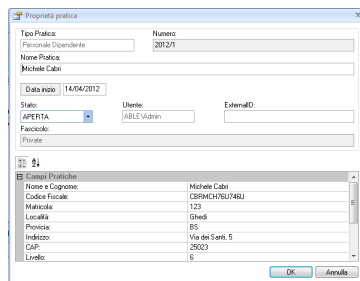 Proprietà pratica
Tipo Pratica: Numero:
Personale Dipendente 2012/1
Nome Pratica:
Michele Cabri
Data inizio 14/04/2012
Stato: Utente: ExternalID:
APERTA ABLE\Admin
Fascicolo:
Private
Campi Pratiche
Nome e Cognome: Michele Cabri
Codice Fiscale: CBRMCH76U746U
Matricola: 123
Località: Ghedi
Provicia: BS
Indirizzo: Via dei Santi, 5
CAP: 25023
Livello: 6
OK Annulla